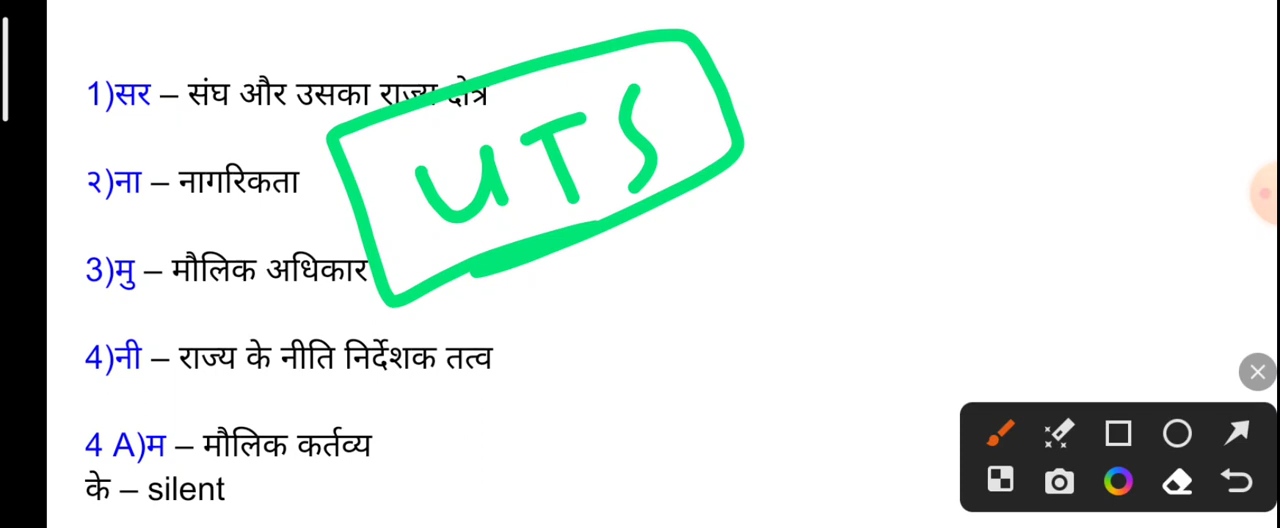 1)सर – संघ और उसका राज्य क्षेत्र
UTS
२)ना – नागरिकता
3)मु – मौलिक अधिकार
4)नी – राज्य के नीति निर्देशक तत्व
4 A)म – मौलिक कर्तव्य
के – silent